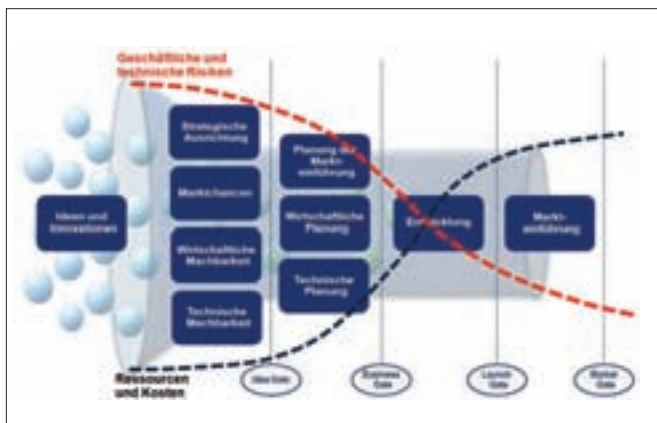 Geschäftliche und
technische Risiken
Strategische
Ausrichtung
Marktchancen
Wirtschaftliche
Machbarkeit
Technische
Machbarkeit
Ideen und
Innovationen
Planung der
Markt-
einführung
Wirtschaftliche
Planung
Technische
Planung
Entwicklung
Markt-
einführung
Ressourcen
und Kosten
Idea Gate
Business
Gate
Launch
Gate
Market
Gate